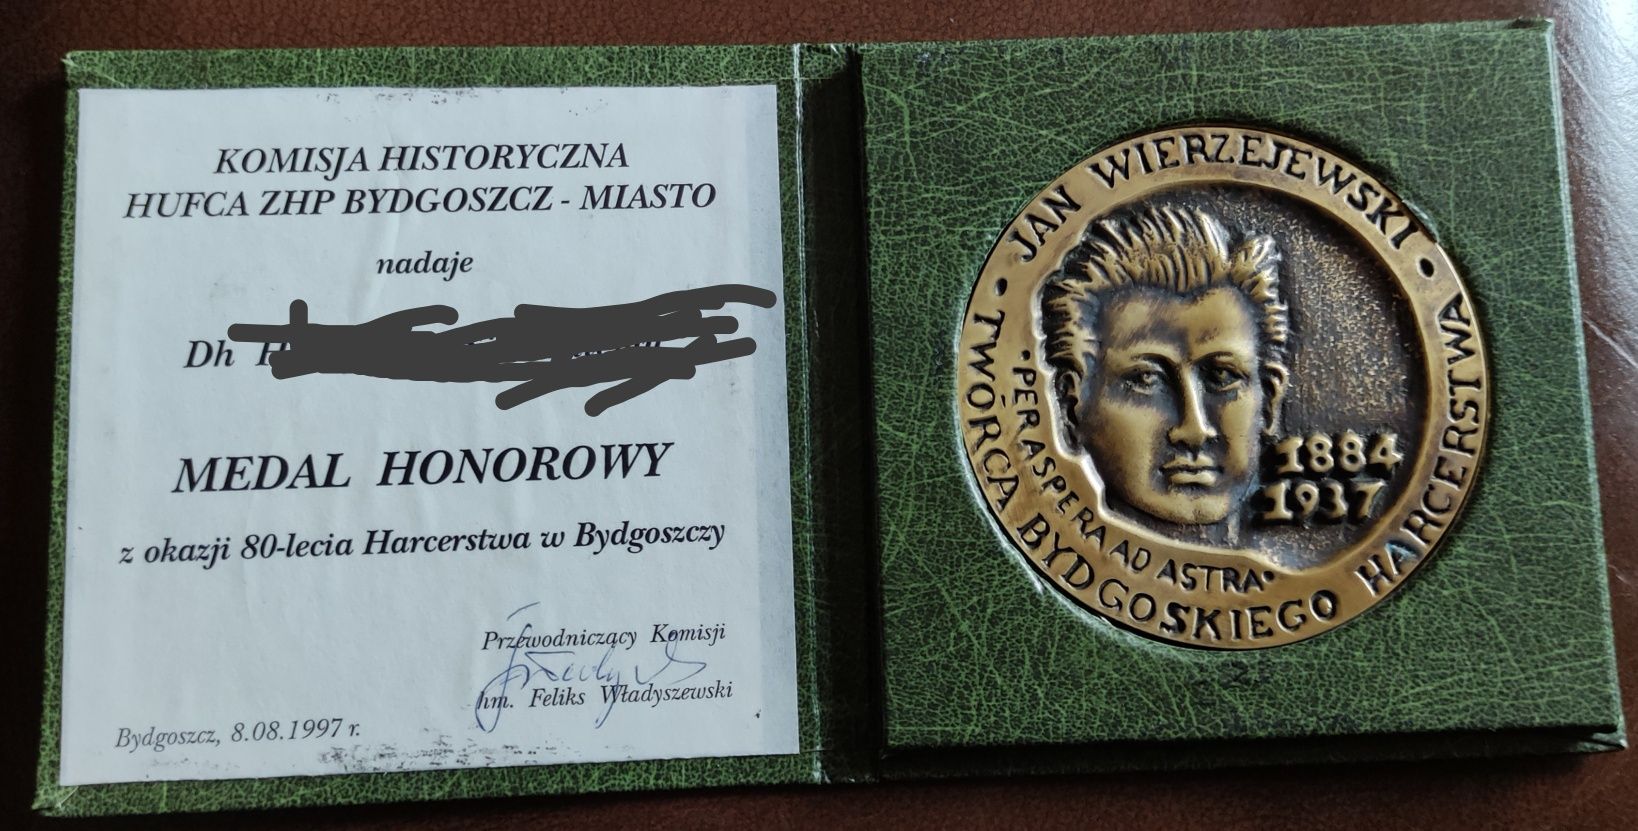 KOMISJA HISTORYCZNA
HUFCA ZHP BYDGOSZCZ - MIASTO
nadaje
Dh
MEDAL HONOROWY
z okazji 80-lecia Harcerstwa w Bydgoszczy
Przewodniczący Komisji
hm. Feliks Władyszewski
Bydgoszcz, 8.08.1997 r.
• JAN WIERZEJEWSKI •
TWÓRCA BYDGOSKIEGO HARCERSTWA
•PER ASPERA AD ASTRA•
1884
1937